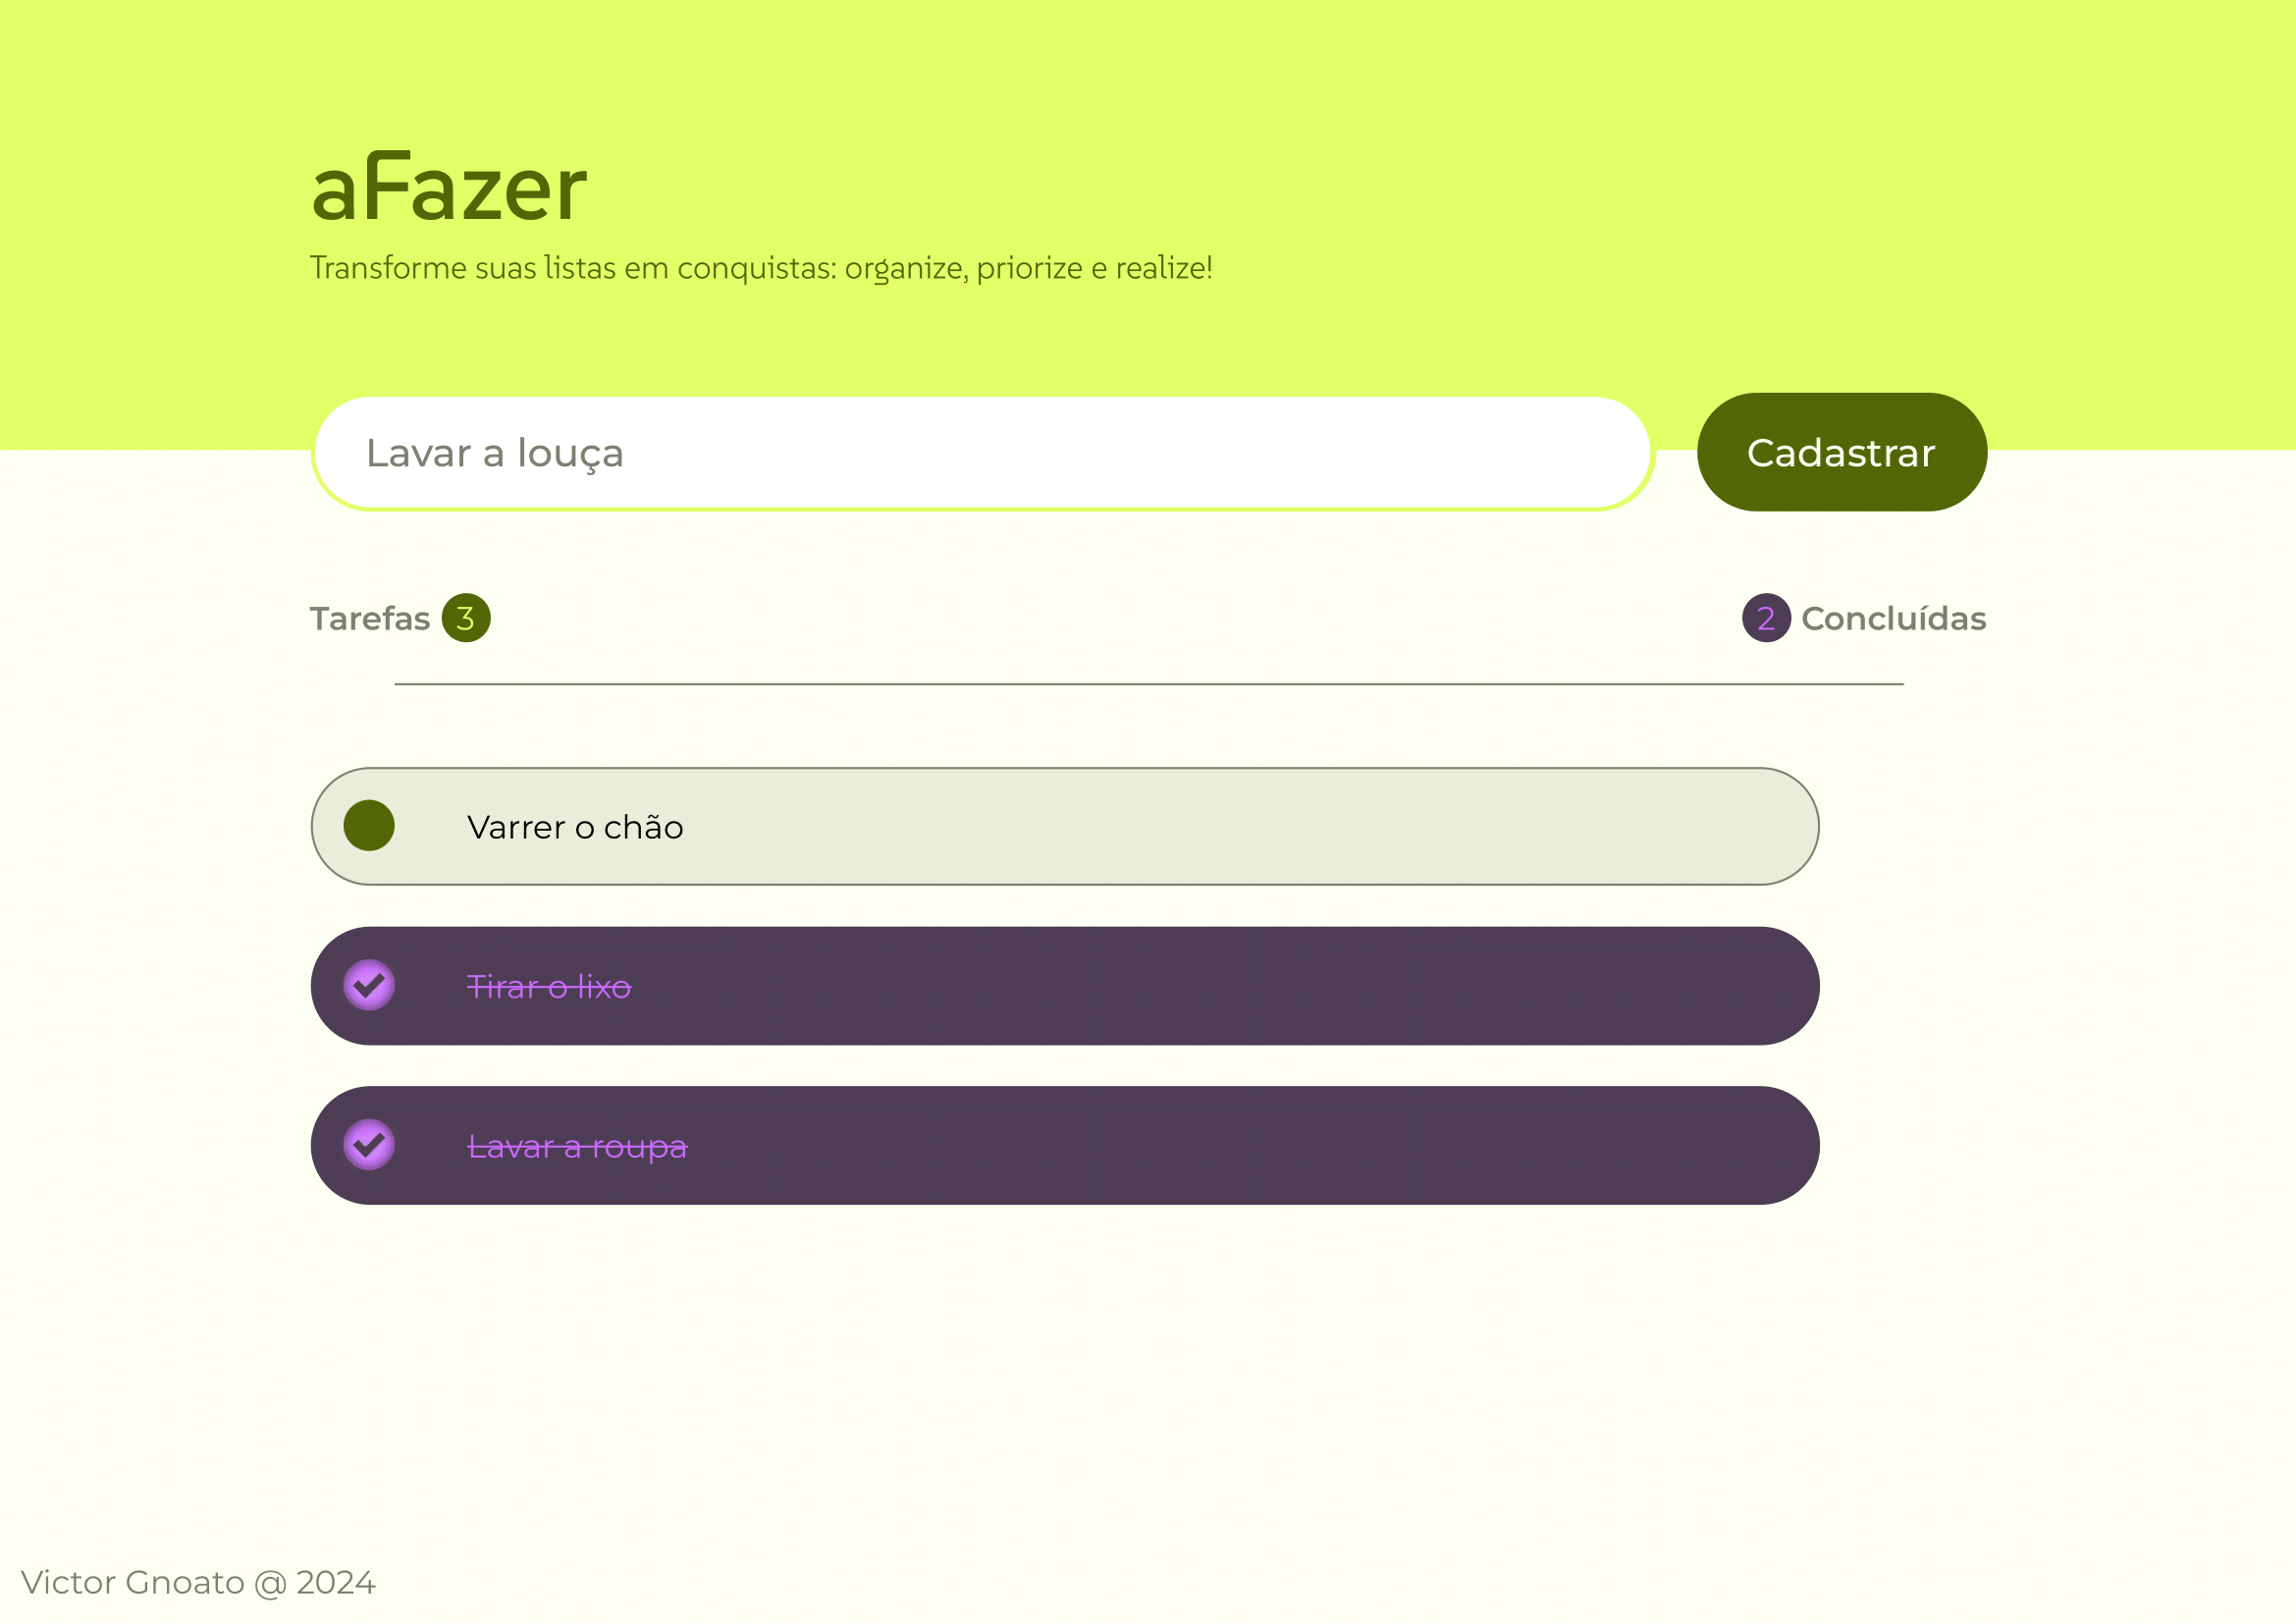 aFazer
Transforme suas listas em conquistas: organize, priorize e realize!
Lavar a louça
Cadastrar
Tarefas 3
2 Concluídas
Varrer o chão
Tirar o lixo
Lavar a roupa
Victor Gnoato @ 2024